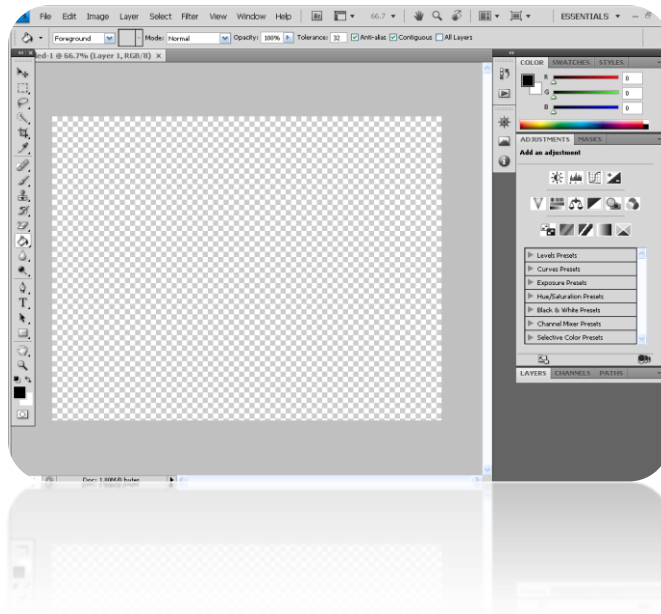 File Edit Image Layer Select Filter View Window Help Br 66.7 ESSENTIALS
Foreground Mode: Normal Opacity: 100% Tolerance: 32 Anti-alias Contiguous All Layers
ed-1 @ 66.7% (Layer 1, RGB/8)
COLOR SWATCHES STYLES
R 0
G 0
B 0
ADJUSTMENTS MASKS
Add an adjustment
Levels Presets
Curves Presets
Exposure Presets
Hue/Saturation Presets
Black & White Presets
Channel Mixer Presets
Selective Color Presets
LAYERS CHANNELS PATHS